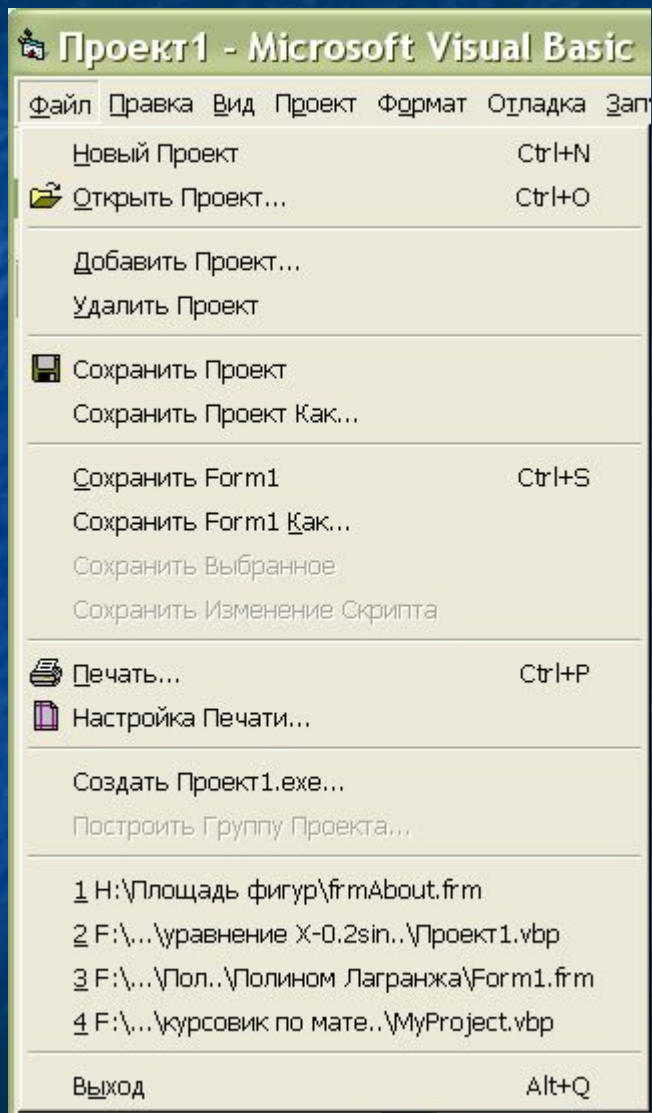 Проект1 - Microsoft Visual Basic
Файл Правка Вид Проект Формат Отладка Зап
Новый Проект Ctrl+N
Открыть Проект... Ctrl+O
Добавить Проект...
Удалить Проект
Сохранить Проект
Сохранить Проект Как...
Сохранить Form1 Ctrl+S
Сохранить Form1 Как...
Сохранить Выбранное
Сохранить Изменение Скрипта
Печать... Ctrl+P
Настройка Печати...
Создать Проект1.exe...
Построить Группу Проекта...
1 H:\Площадь фигур\frmAbout.frm
2 F:\...\уравнение X-0.2sin..\Проект1.vbp
3 F:\...\Пол..\Полином Лагранжа\Form1.frm
4 F:\...\курсовик по мате..\MyProject.vbp
Выход Alt+Q